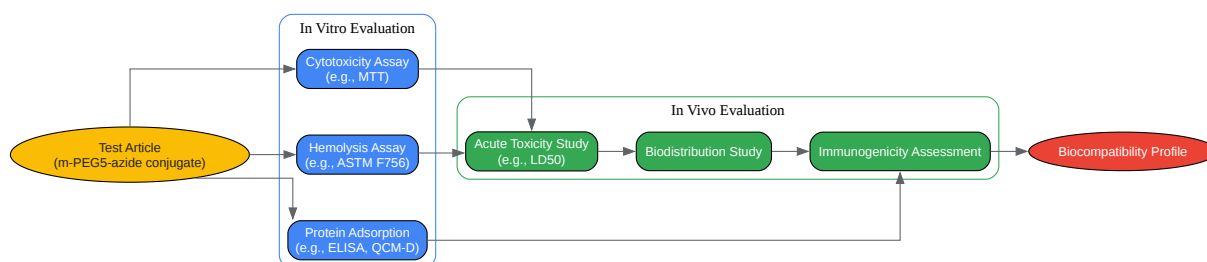 In Vitro Evaluation
Cytotoxicity Assay
(e.g., MTT)
In Vivo Evaluation
Test Article
(m-PEG5-azide conjugate)
Hemolysis Assay
(e.g., ASTM F756)
Acute Toxicity Study
(e.g., LD50)
Biodistribution Study
Immunogenicity Assessment
Biocompatibility Profile
Protein Adsorption
(e.g., ELISA, QCM-D)